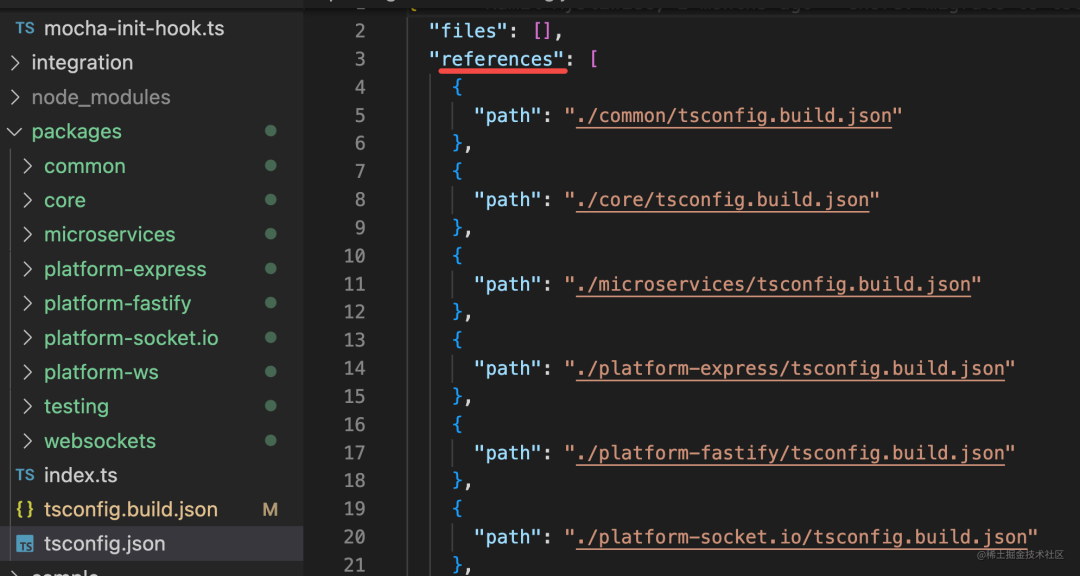 TS mocha-init-hook.ts
integration
node_modules
packages
common
core
microservices
platform-express
platform-fastify
platform-socket.io
platform-ws
testing
websockets
TS index.ts
{} tsconfig.build.json M
TS tsconfig.json
2 "files": [],
3 "references": [
4 {
5 "path": "./common/tsconfig.build.json"
6 },
7 {
8 "path": "./core/tsconfig.build.json"
9 },
10 {
11 "path": "./microservices/tsconfig.build.json"
12 },
13 {
14 "path": "./platform-express/tsconfig.build.json"
15 },
16 {
17 "path": "./platform-fastify/tsconfig.build.json"
18 },
19 {
20 "path": "./platform-socket.io/tsconfig.build.json"
21 },
@稀土掘金技术社区